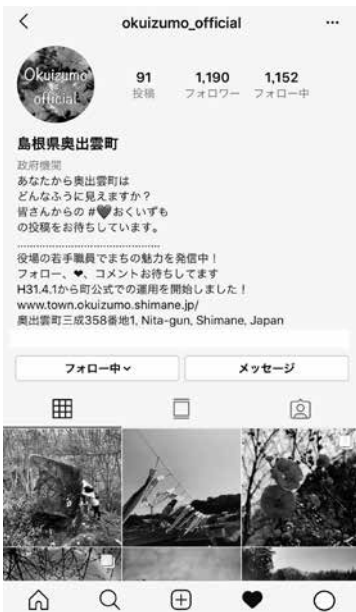 okuizumo_official
Okuizumo
official
91
1,190
1,152
投稿
フォロワー
フォロー中
島根県奥出雲町
政府機関
あなたから奥出雲町は
どんなふうに見えますか？
皆さんからの #🖤おくいずも
の投稿をお待ちしています。
役場の若手職員でまちの魅力を発信中！
フォロー、❤、コメントお待ちしてます
H31.4.1から町公式での運用を開始しました！
www.town.okuizumo.shimane.jp/
奥出雲町三成358番地1, Nita-gun, Shimane, Japan
フォロー中
メッセージ